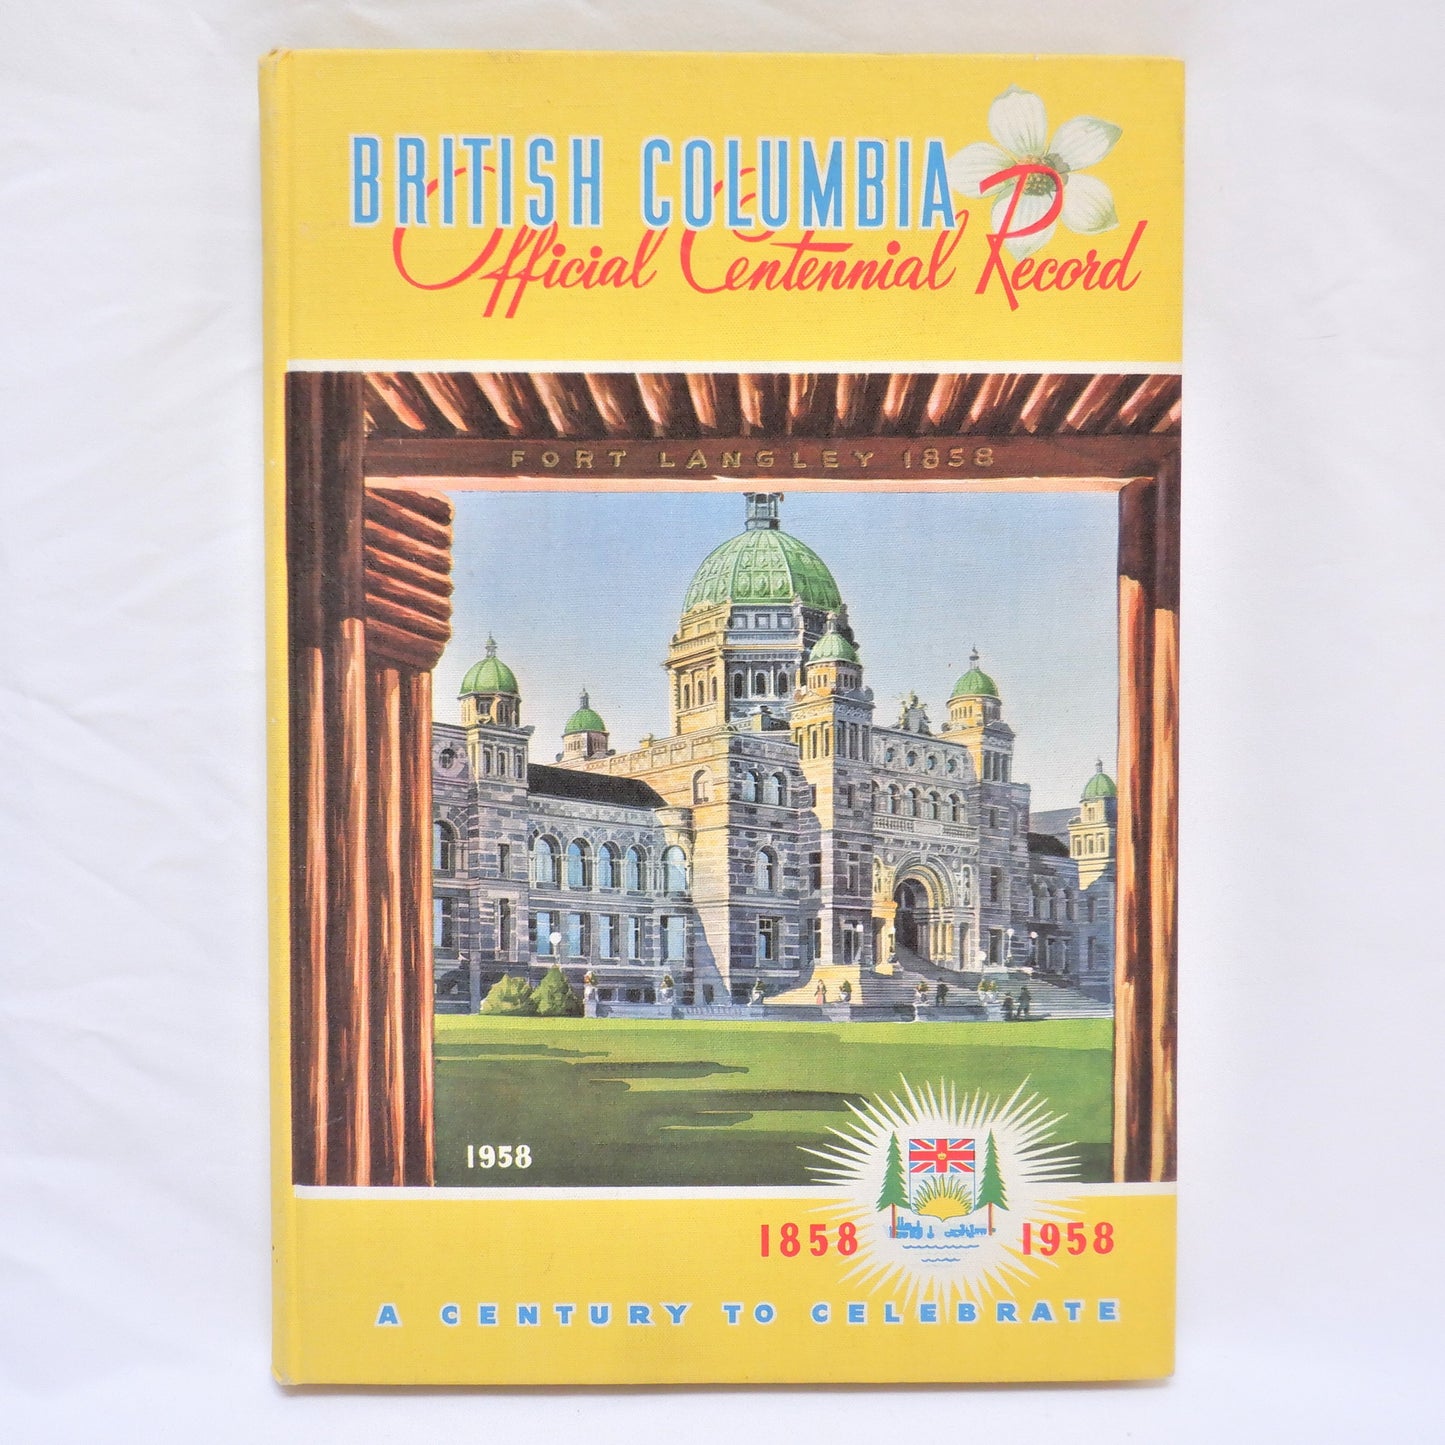 BRITISH COLUMBIA
Official Centennial Record
FORT LANGLEY 1858
1958
1858 1958
A CENTURY TO CELEBRATE